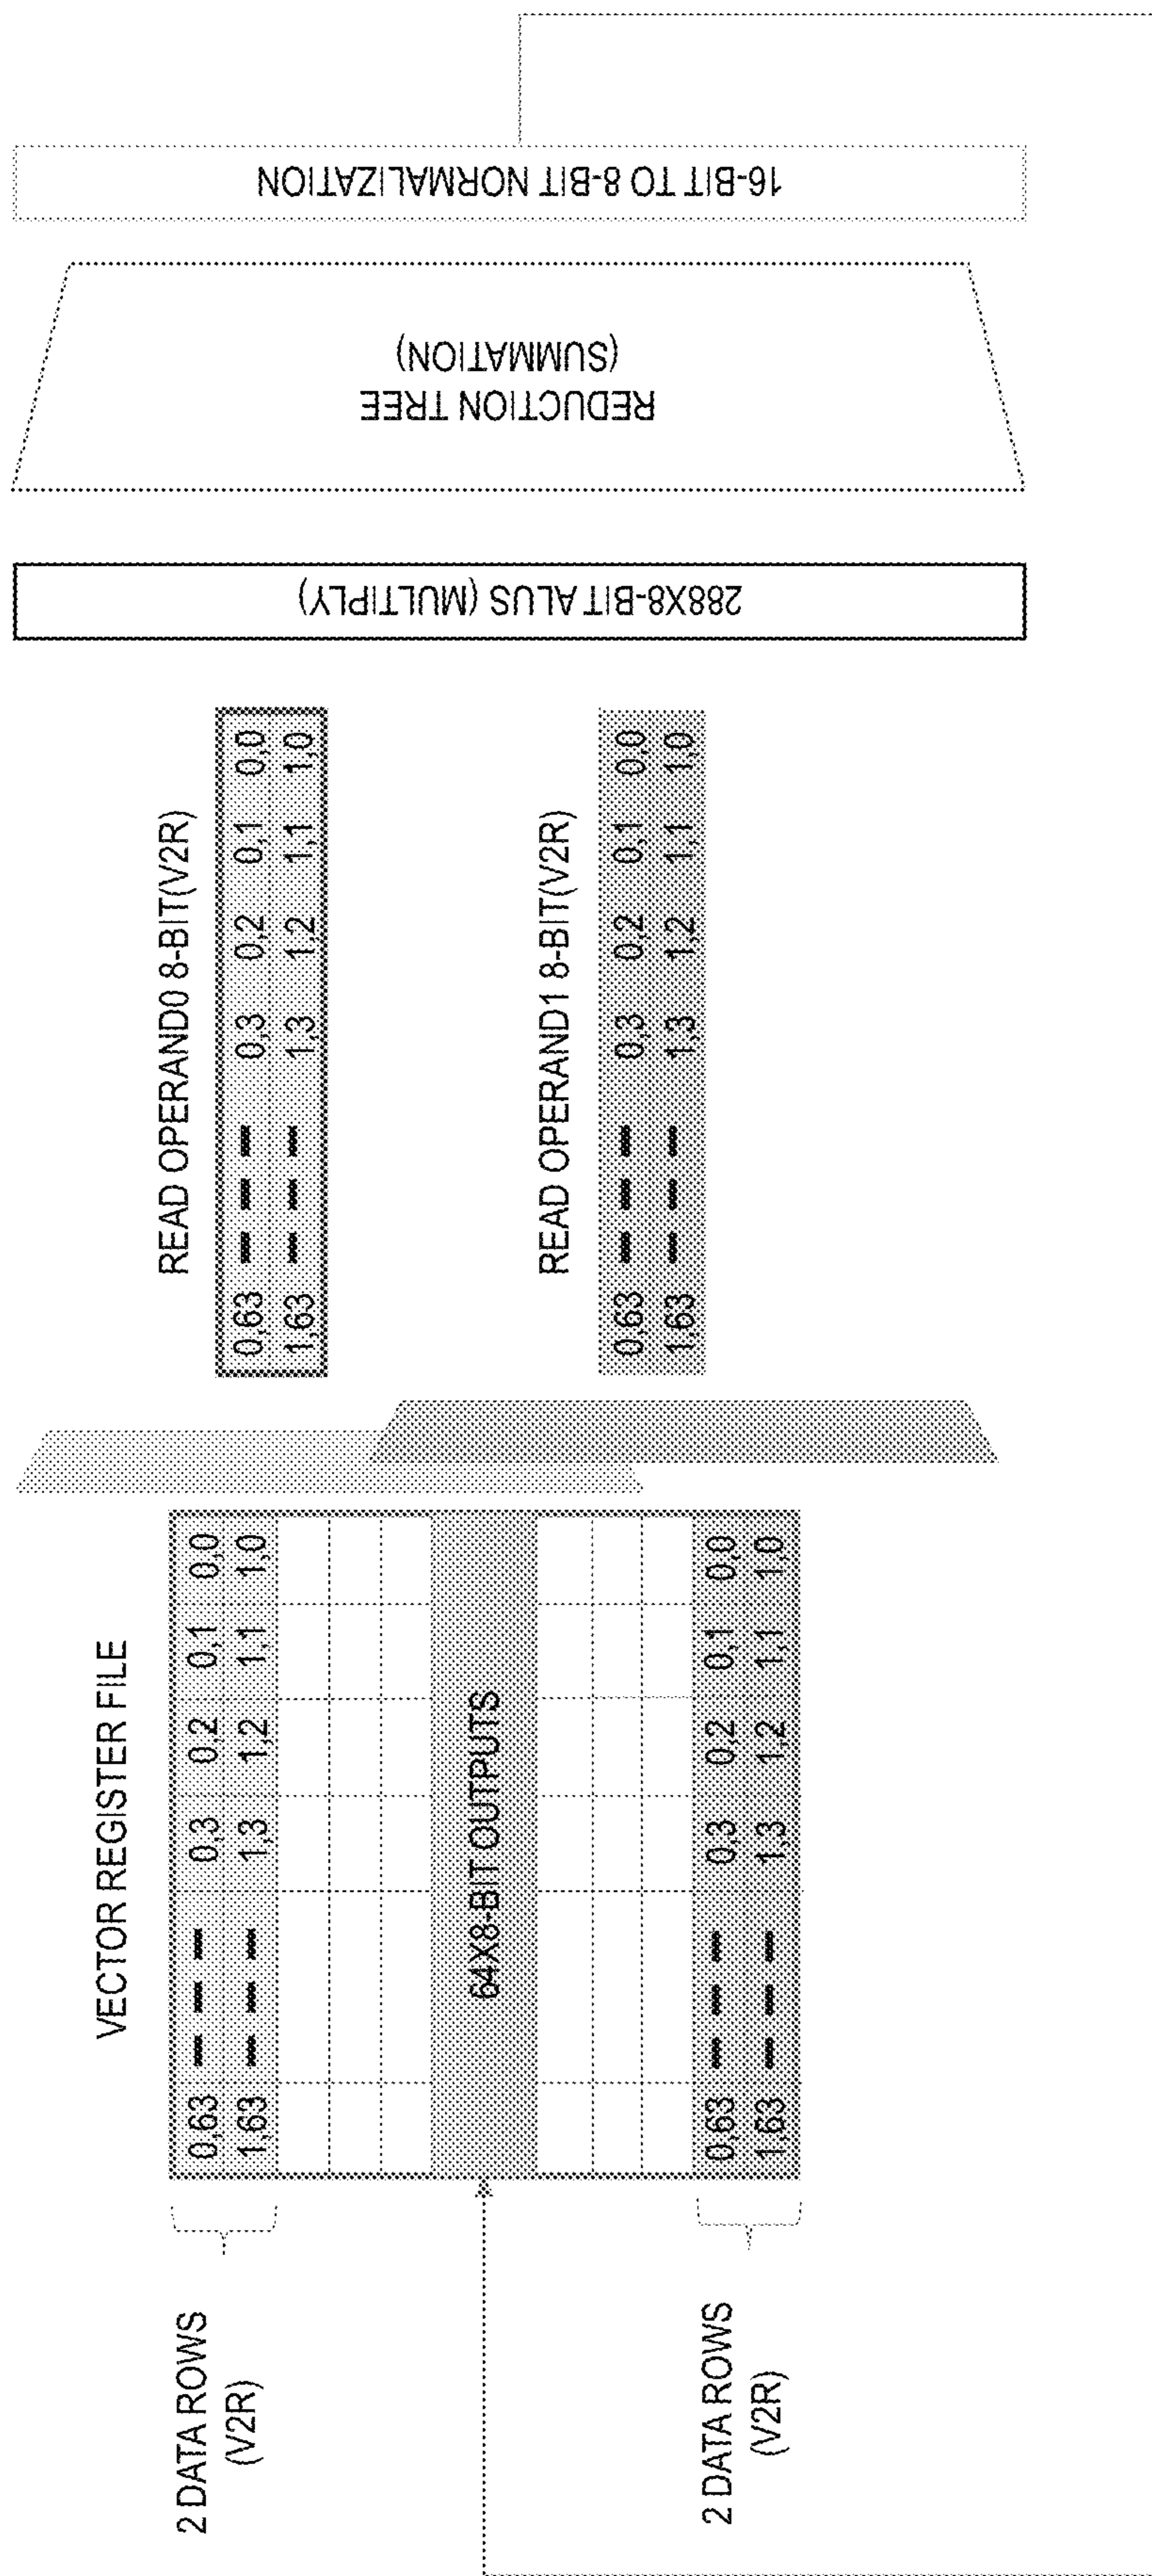 VECTOR REGISTER FILE
2 DATA ROWS
(V2R)
0,63 0,3 0,2 0,1 0,0
1,63 1,3 1,2 1,1 1,0
64X8-BIT OUTPUTS
2 DATA ROWS
(V2R)
0,63 0,3 0,2 0,1 0,0
1,63 1,3 1,2 1,1 1,0
READ OPERAND0 8-BIT(V2R)
0,63 0,3 0,2 0,1 0,0
1,63 1,3 1,2 1,1 1,0
READ OPERAND1 8-BIT(V2R)
0,63 0,3 0,2 0,1 0,0
1,63 1,3 1,2 1,1 1,0
288X8-BIT ALUS (MULTIPLY)
REDUCTION TREE
(SUMMATION)
16-BIT TO 8-BIT NORMALIZATION